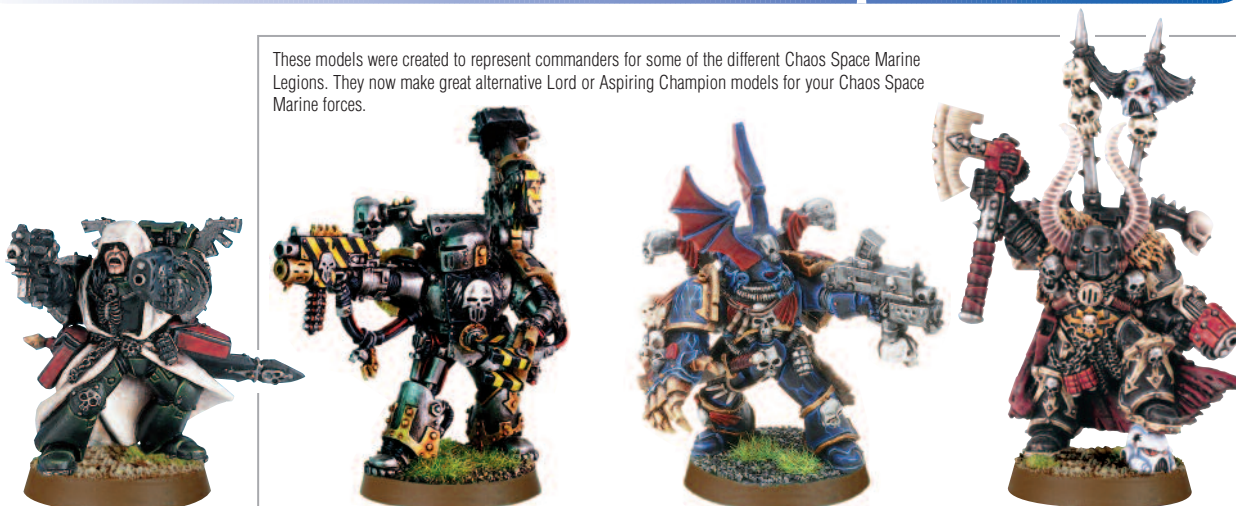 These models were created to represent commanders for some of the different Chaos Space Marine
Legions. They now make great alternative Lord or Aspiring Champion models for your Chaos Space
Marine forces.